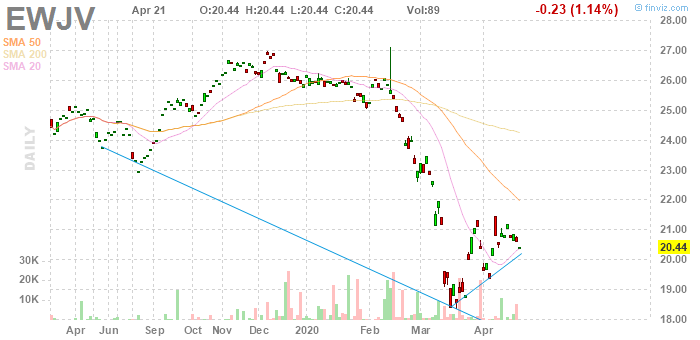 EWJV
Apr 21 O:20.44 H:20.44 L:20.44 C:20.44 Vol:89 -0.23 (1.14%) © finviz.com
SMA 50
SMA 200
SMA 20
DAILY
28.00
27.00
26.00
25.00
24.00
23.00
22.00
21.00
20.44
20.00
19.00
18.00
30K
20K
10K
Apr Jun Sep Oct Nov Dec 2020 Feb Mar Apr